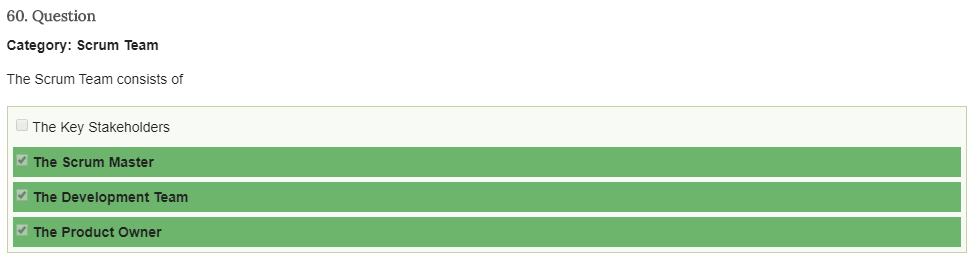 60. Question
Category: Scrum Team
The Scrum Team consists of
The Key Stakeholders
The Scrum Master
The Development Team
The Product Owner